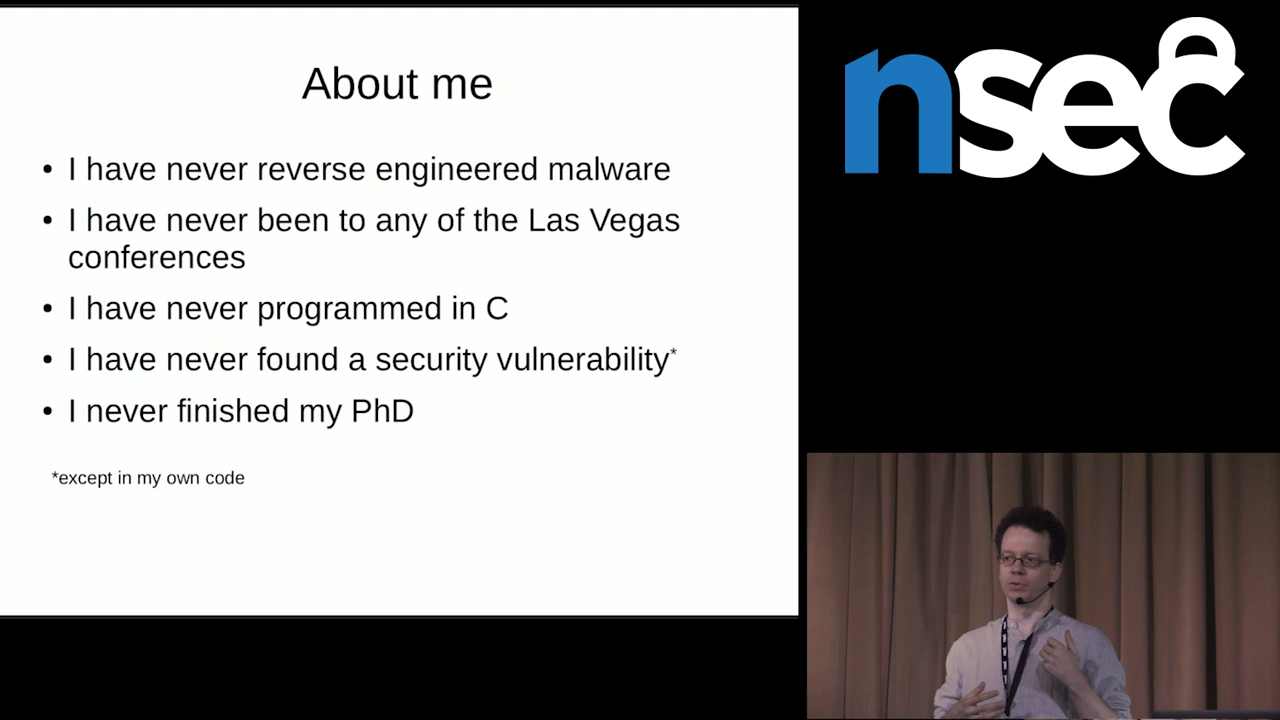 About me
• I have never reverse engineered malware
• I have never been to any of the Las Vegas
conferences
• I have never programmed in C
• I have never found a security vulnerability*
• I never finished my PhD
*except in my own code
nsec